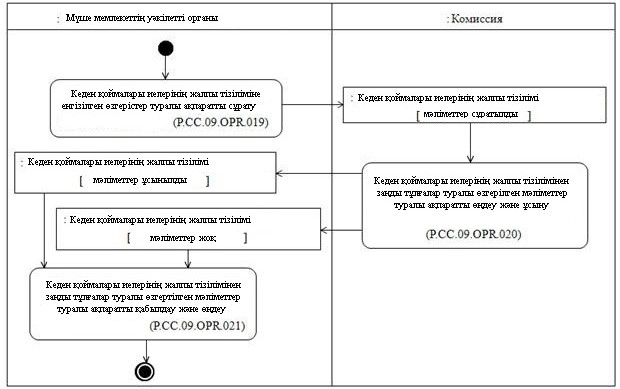 : Мүше мемлекеттің уәкілетті органы
: Комиссия
Кеден қоймалары иелерінің жалпы тізіліміне
енгізілген өзгерістер туралы ақпаратты сұрату
(P.CC.09.OPR.019)
: Кеден қоймалары иелерінің жалпы тізілімі
[ мәліметтер сұратылды ]
: Кеден қоймалары иелерінің жалпы тізілімі
[ мәліметтер ұсынылды ]
Кеден қоймалары иелерінің жалпы тізілімінен
заңды тұлғалар туралы өзгерілген мәліметтер
туралы ақпаратты өңдеу және ұсыну
(P.CC.09.OPR.020)
: Кеден қоймалары иелерінің жалпы тізілімі
[ мәліметтер жоқ ]
Кеден қоймалары иелерінің жалпы тізілімінен
заңды тұлғалар туралы өзгертілген мәліметтер
туралы ақпаратты қабылдау және өңдеу
(P.CC.09.OPR.021)